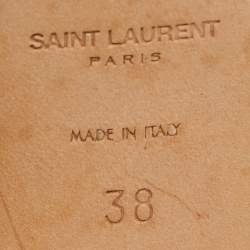 SAINT LAURENT
PARIS
MADE IN ITALY
38